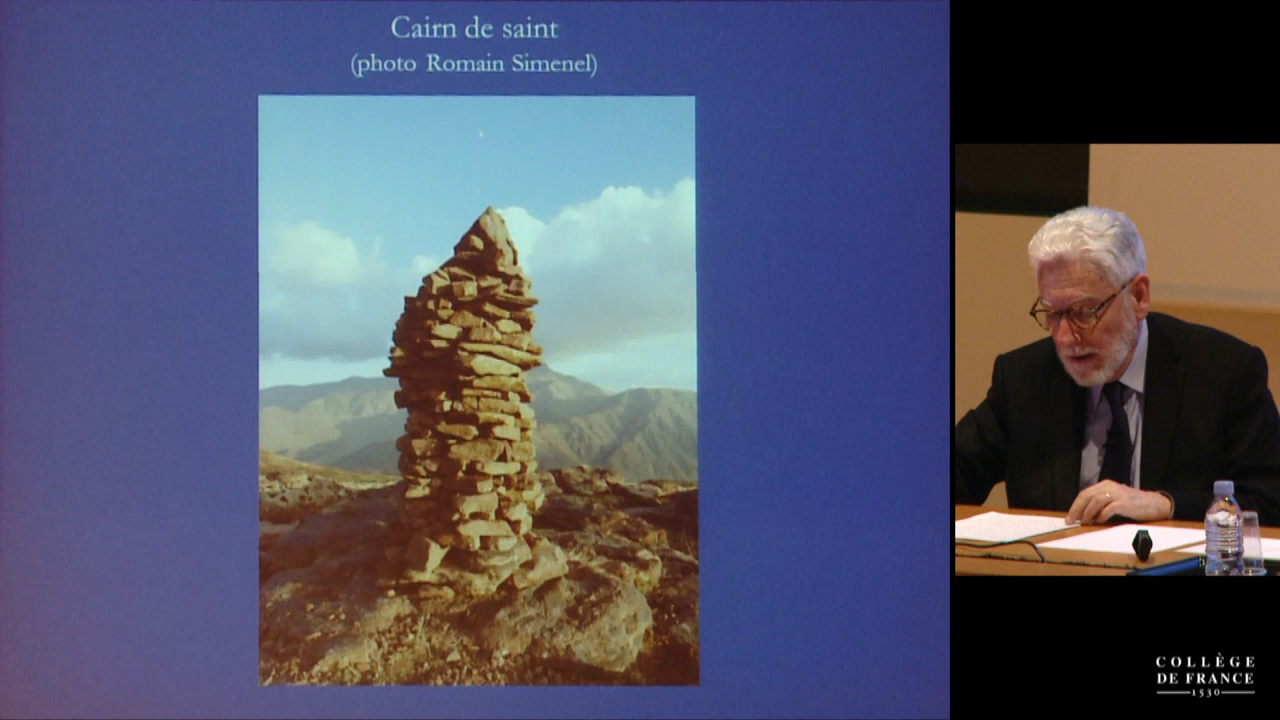 Cairn de saint
(photo Romain Simenel)
COLLÈGE
DE FRANCE
1530